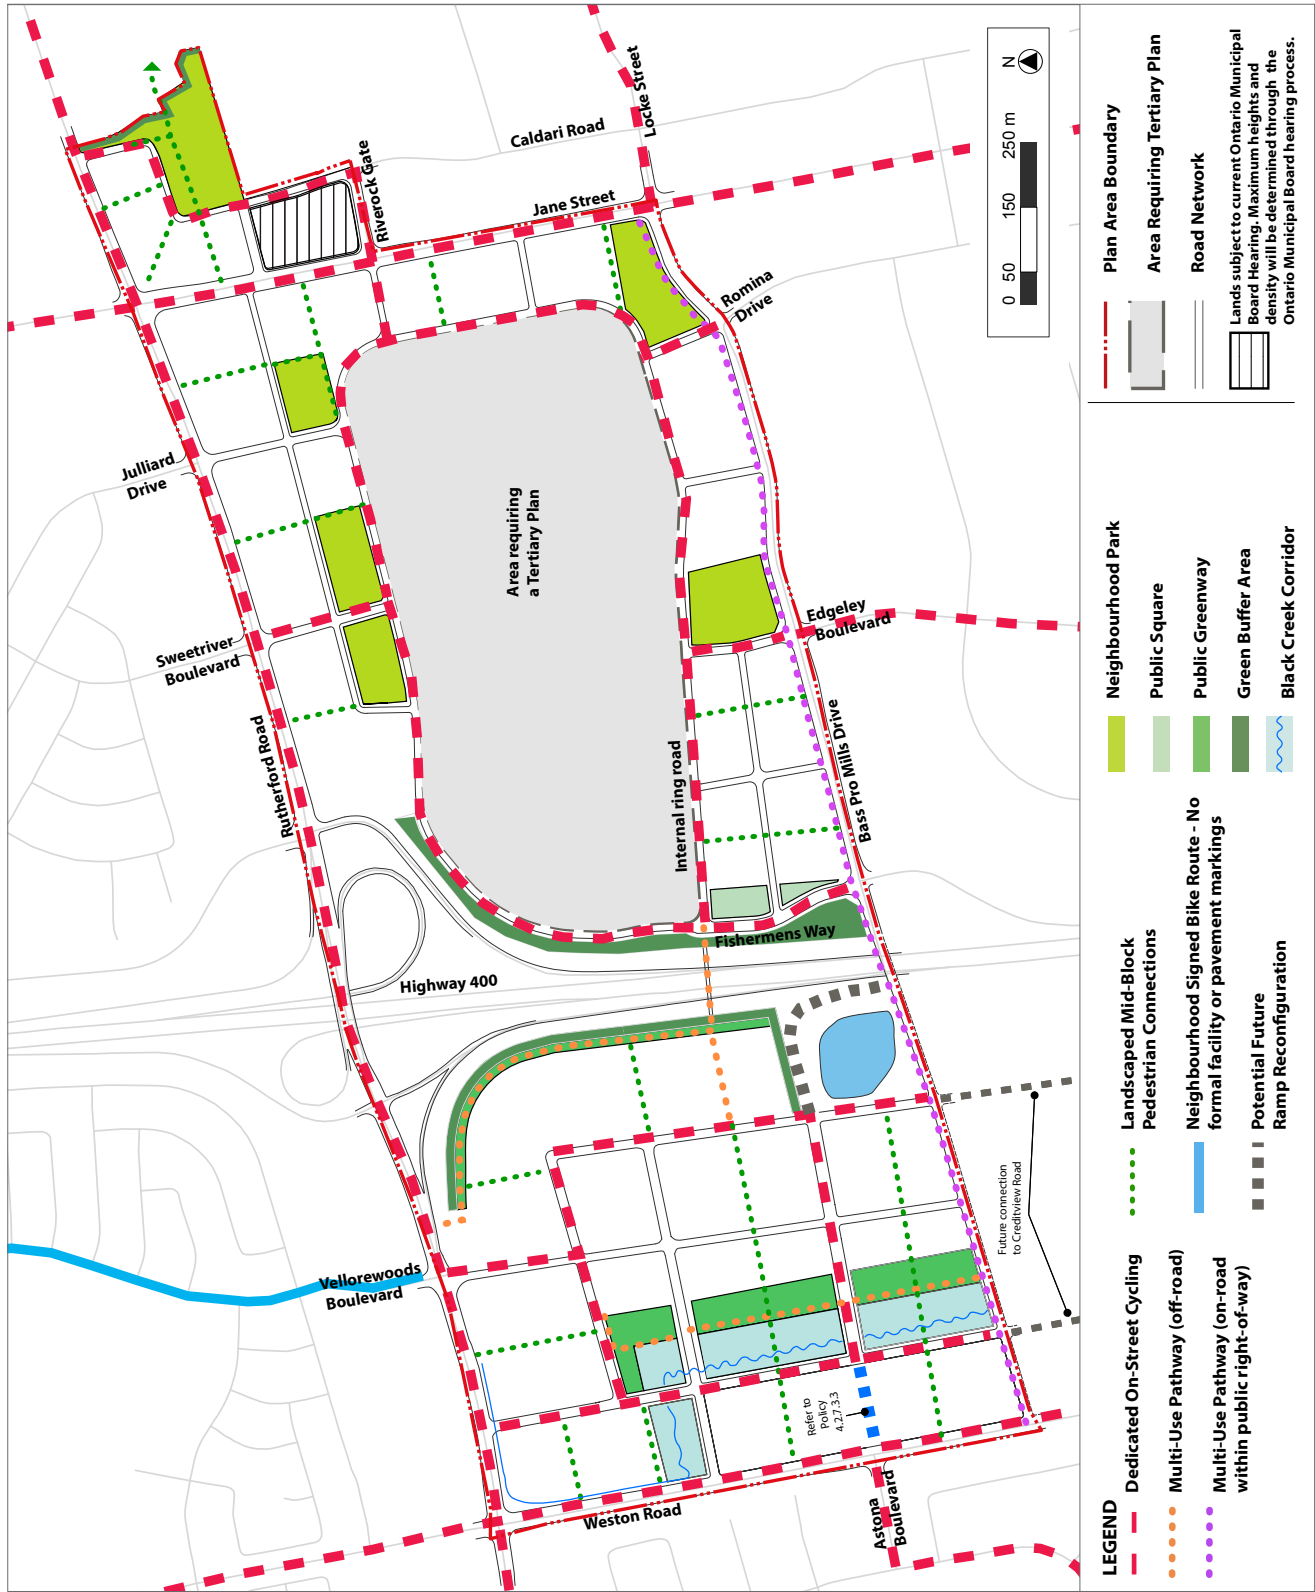 Locke Street
Caldari Road
Riverock Gate
Jane Street
Romina
Drive
Julliard
Drive
Sweetriver
Boulevard
Rutherford Road
Area requiring
a Tertiary Plan
Edgeley
Boulevard
Internal ring road
Bass Pro Mills Drive
Fishermens Way
Highway 400
Vellorewoods
Boulevard
Future connection
to Creditview Road
Refer to
Policy
4.2.7.3.3
Weston Road
Astona
Boulevard
N
0 50 150 250 m
LEGEND
Dedicated On-Street Cycling
Multi-Use Pathway (off-road)
Multi-Use Pathway (on-road
within public right-of-way)
Landscaped Mid-Block
Pedestrian Connections
Neighbourhood Signed Bike Route - No
formal facility or pavement markings
Potential Future
Ramp Reconfiguration
Neighbourhood Park
Public Square
Public Greenway
Green Buffer Area
Black Creek Corridor
Plan Area Boundary
Area Requiring Tertiary Plan
Road Network
Lands subject to current Ontario Municipal
Board Hearing. Maximum heights and
density will be determined through the
Ontario Municipal Board hearing process.